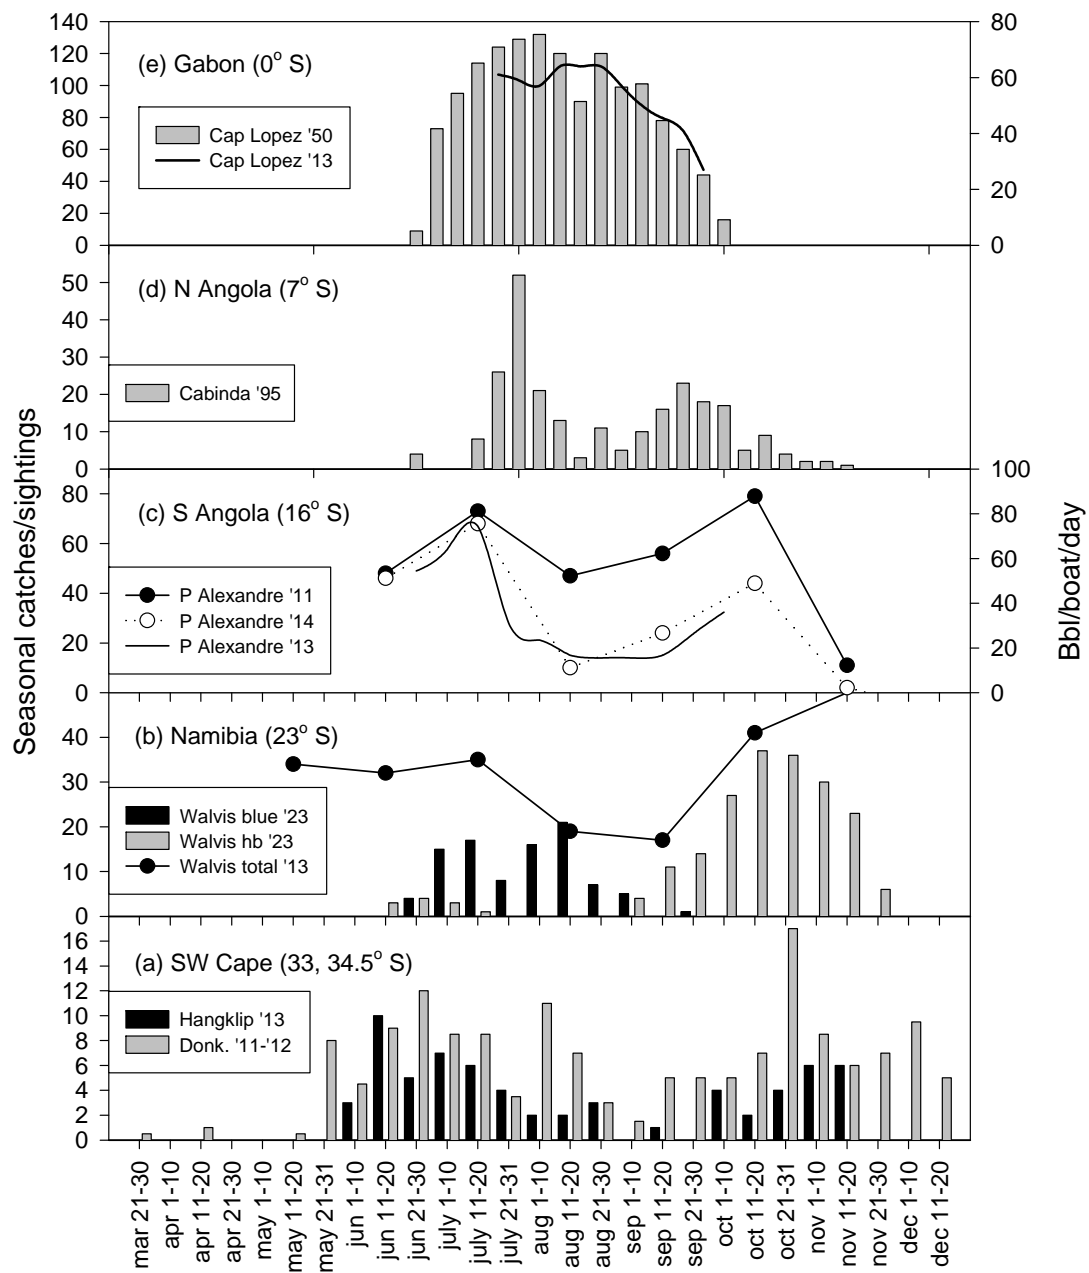 140
120
100
80
60
40
20
0
80
60
40
20
0
(e) Gabon (0° S)
Cap Lopez '50
Cap Lopez '13
50
40
30
20
10
0
(d) N Angola (7° S)
Cabinda '95
80
60
40
20
0
100
80
60
40
20
0
(c) S Angola (16° S)
P Alexandre '11
P Alexandre '14
P Alexandre '13
Seasonal catches/sightings
Bbl/boat/day
40
30
20
10
0
(b) Namibia (23° S)
Walvis blue '23
Walvis hb '23
Walvis total '13
16
14
12
10
8
6
4
2
0
(a) SW Cape (33, 34.5° S)
Hangklip '13
Donk. '11-'12
mar 21-30
apr 1-10
apr 11-20
apr 21-30
may 1-10
may 11-20
may 21-31
jun 1-10
jun 11-20
jun 21-30
july 1-10
july 11-20
july 21-31
aug 1-10
aug 11-20
aug 21-30
sep 1-10
sep 11-20
sep 21-30
oct 1-10
oct 11-20
oct 21-31
nov 1-10
nov 11-20
nov 21-30
dec 1-10
dec 11-20